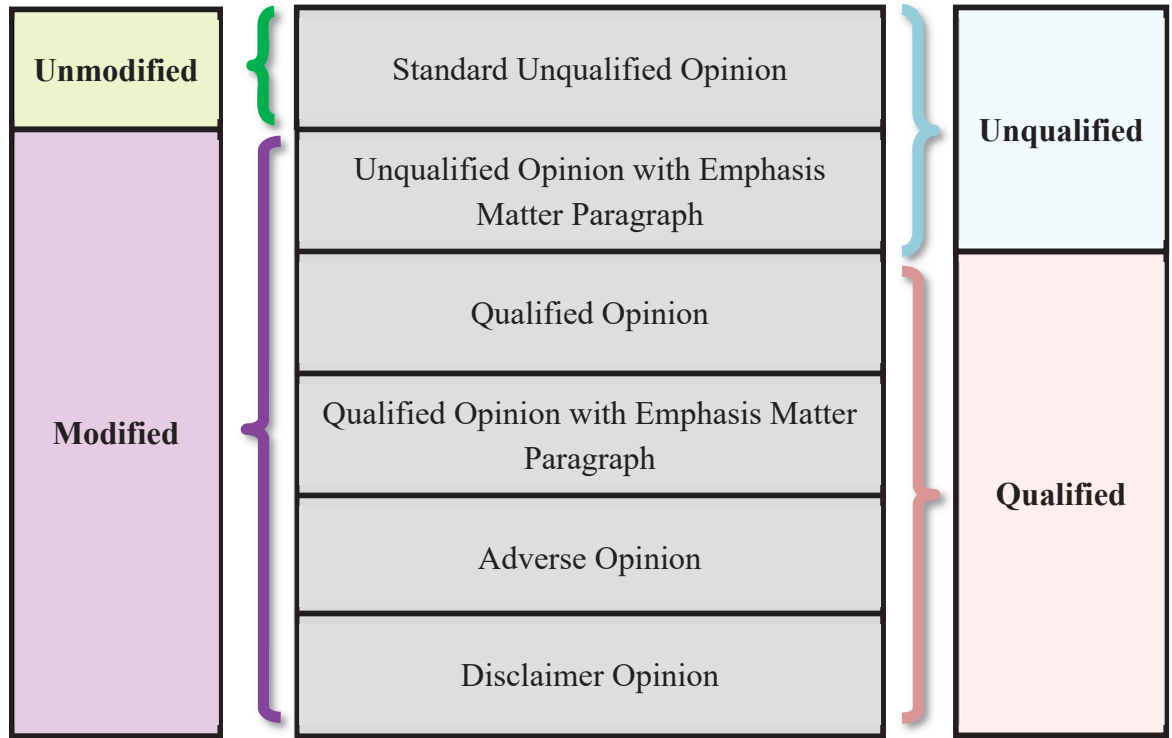 Unmodified
Standard Unqualified Opinion
Unqualified
Unqualified Opinion with Emphasis
Matter Paragraph
Qualified Opinion
Modified
Qualified Opinion with Emphasis Matter
Paragraph
Qualified
Adverse Opinion
Disclaimer Opinion